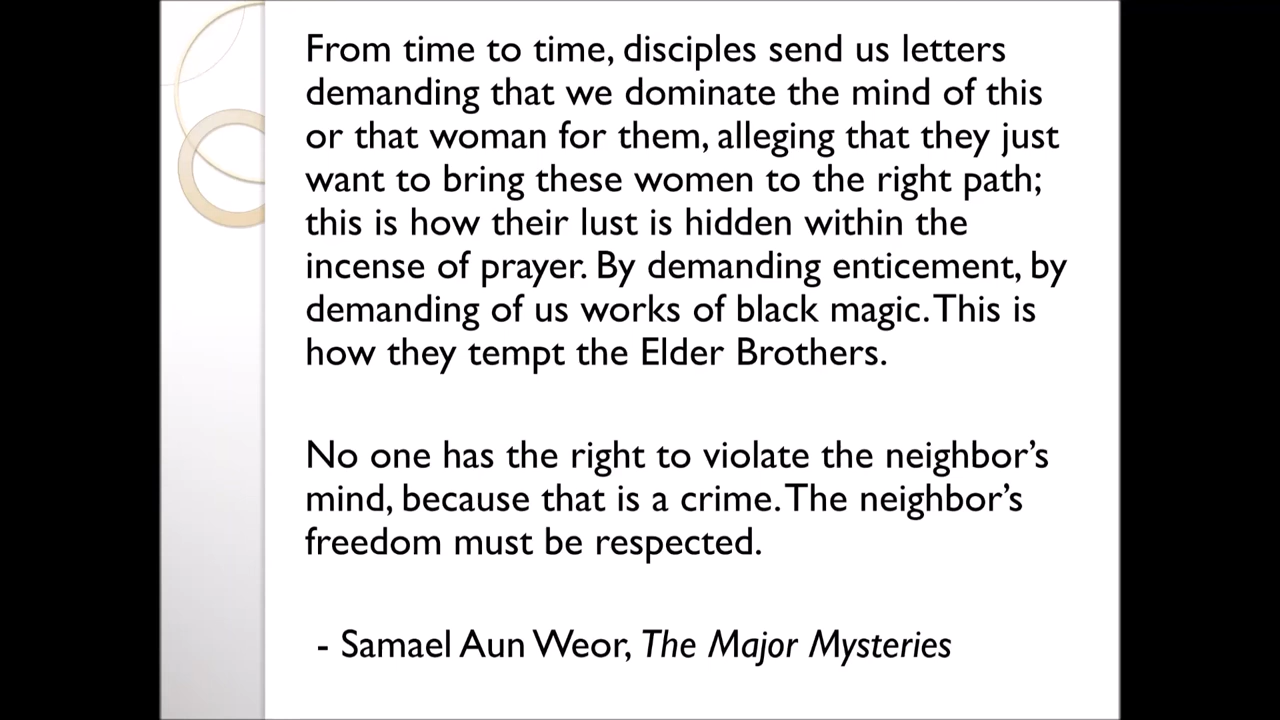 From time to time, disciples send us letters
demanding that we dominate the mind of this
or that woman for them, alleging that they just
want to bring these women to the right path;
this is how their lust is hidden within the
incense of prayer. By demanding enticement, by
demanding of us works of black magic. This is
how they tempt the Elder Brothers.
No one has the right to violate the neighbor’s
mind, because that is a crime. The neighbor’s
freedom must be respected.
- Samael Aun Weor, The Major Mysteries